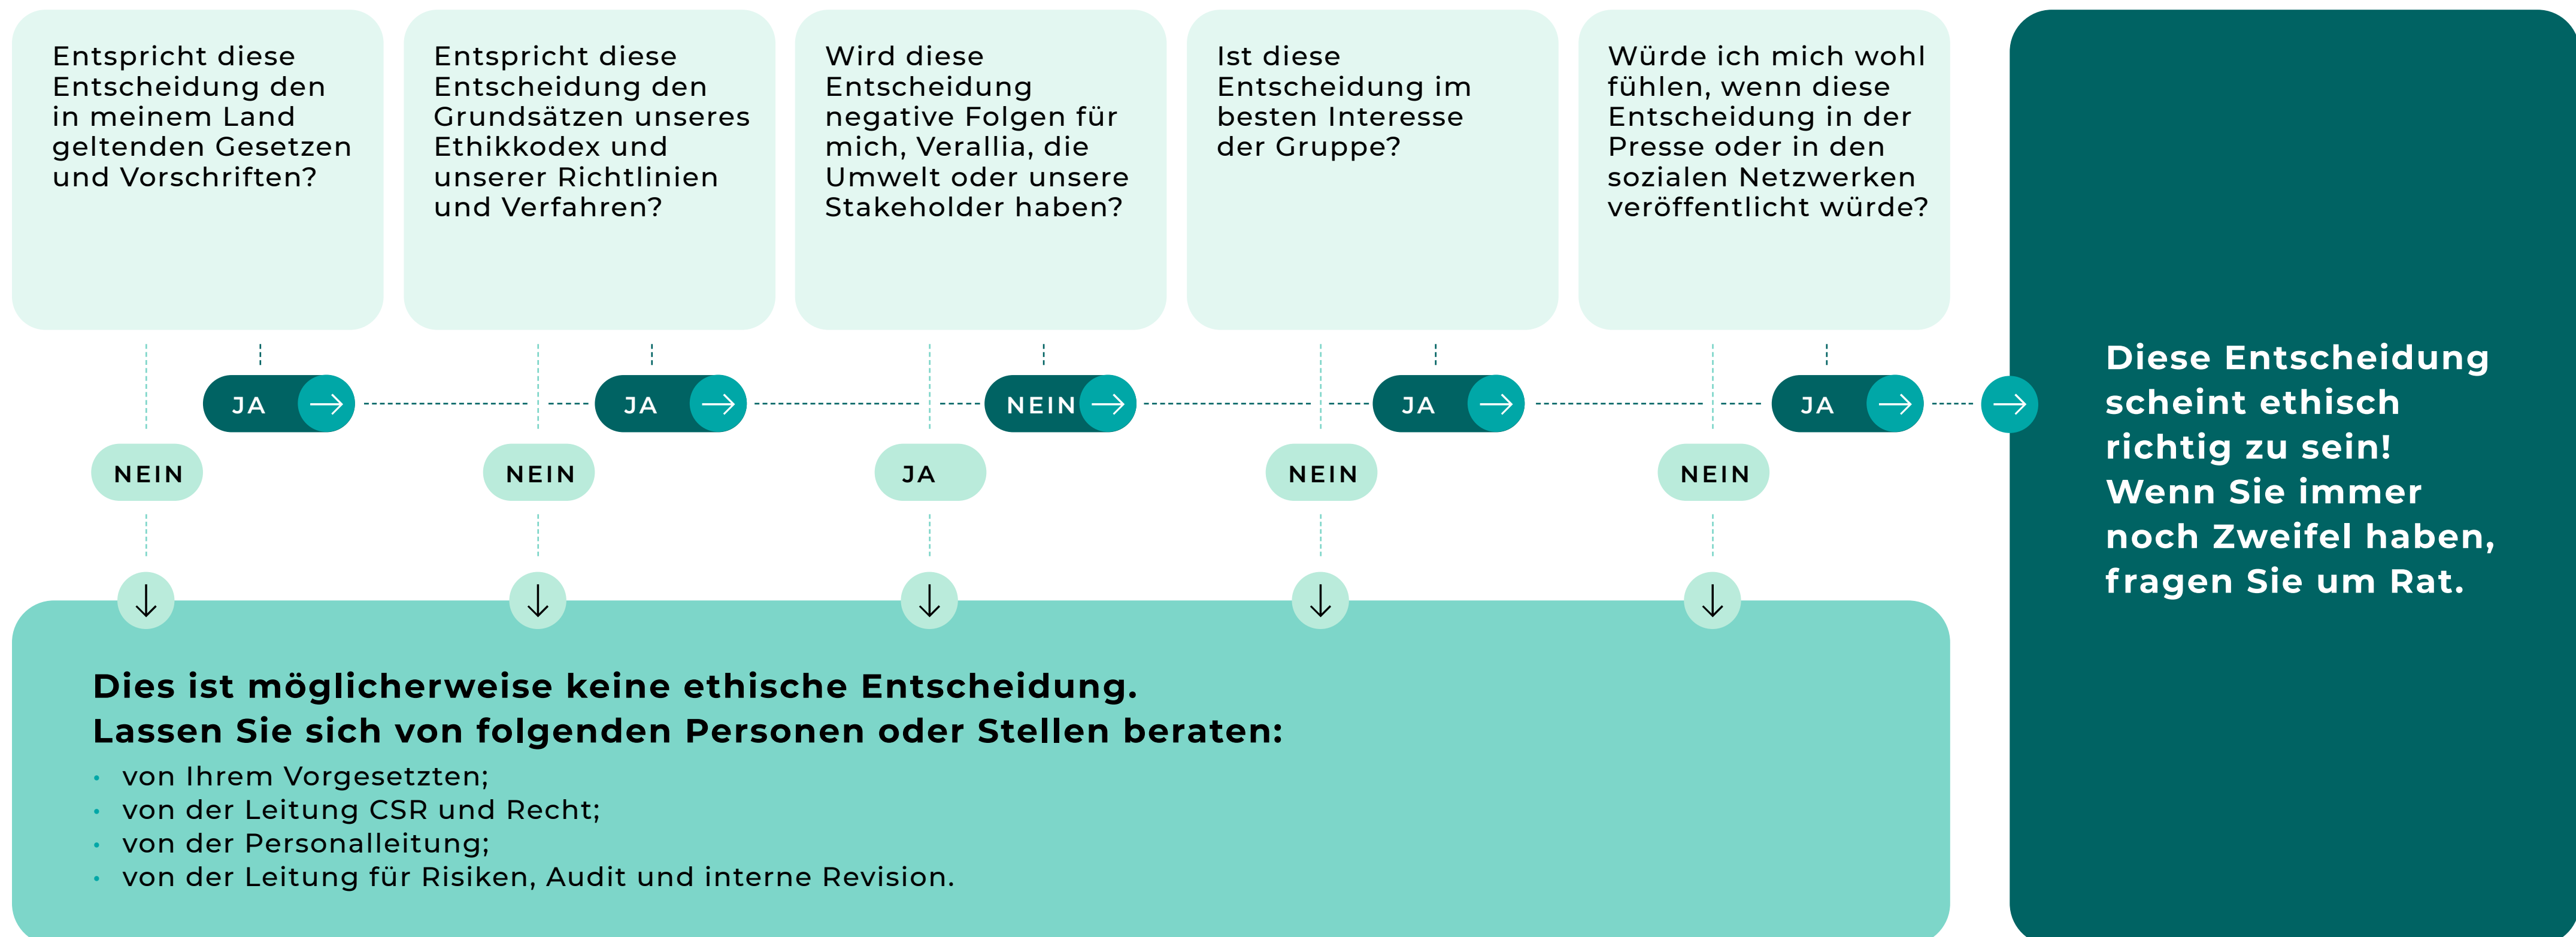 Entspricht diese
Entscheidung den
in meinem Land
geltenden Gesetzen
und Vorschriften?
Entspricht diese
Entscheidung den
Grundsätzen unseres
Ethikkodex und
unserer Richtlinien
und Verfahren?
Wird diese
Entscheidung
negative Folgen für
mich, Verallia, die
Umwelt oder unsere
Stakeholder haben?
Ist diese
Entscheidung im
besten Interesse
der Gruppe?
Würde ich mich wohl
fühlen, wenn diese
Entscheidung in der
Presse oder in den
sozialen Netzwerken
veröffentlicht würde?
JA
JA
NEIN
JA
JA
NEIN
NEIN
JA
NEIN
NEIN
Diese Entscheidung
scheint ethisch
richtig zu sein!
Wenn Sie immer
noch Zweifel haben,
fragen Sie um Rat.
Dies ist möglicherweise keine ethische Entscheidung.
Lassen Sie sich von folgenden Personen oder Stellen beraten:
• von Ihrem Vorgesetzten;
• von der Leitung CSR und Recht;
• von der Personalleitung;
• von der Leitung für Risiken, Audit und interne Revision.